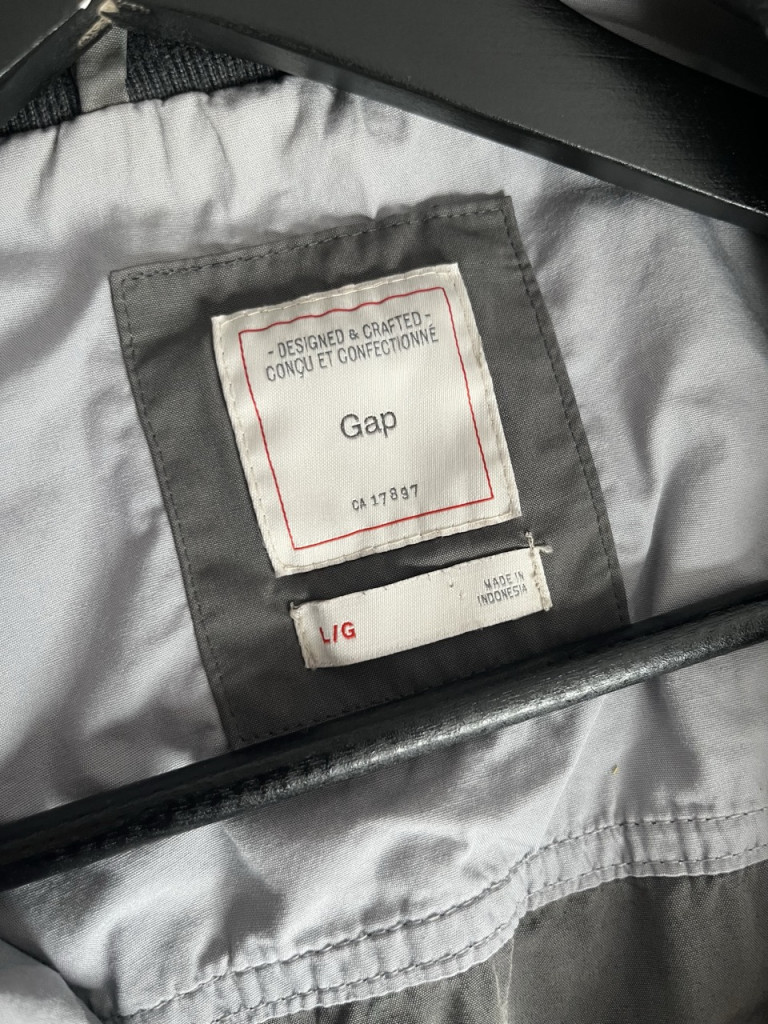 - DESIGNED & CRAFTED -
CONÇU ET CONFECTIONNÉ
Gap
CA 17897
L/G
MADE IN
INDONESIA